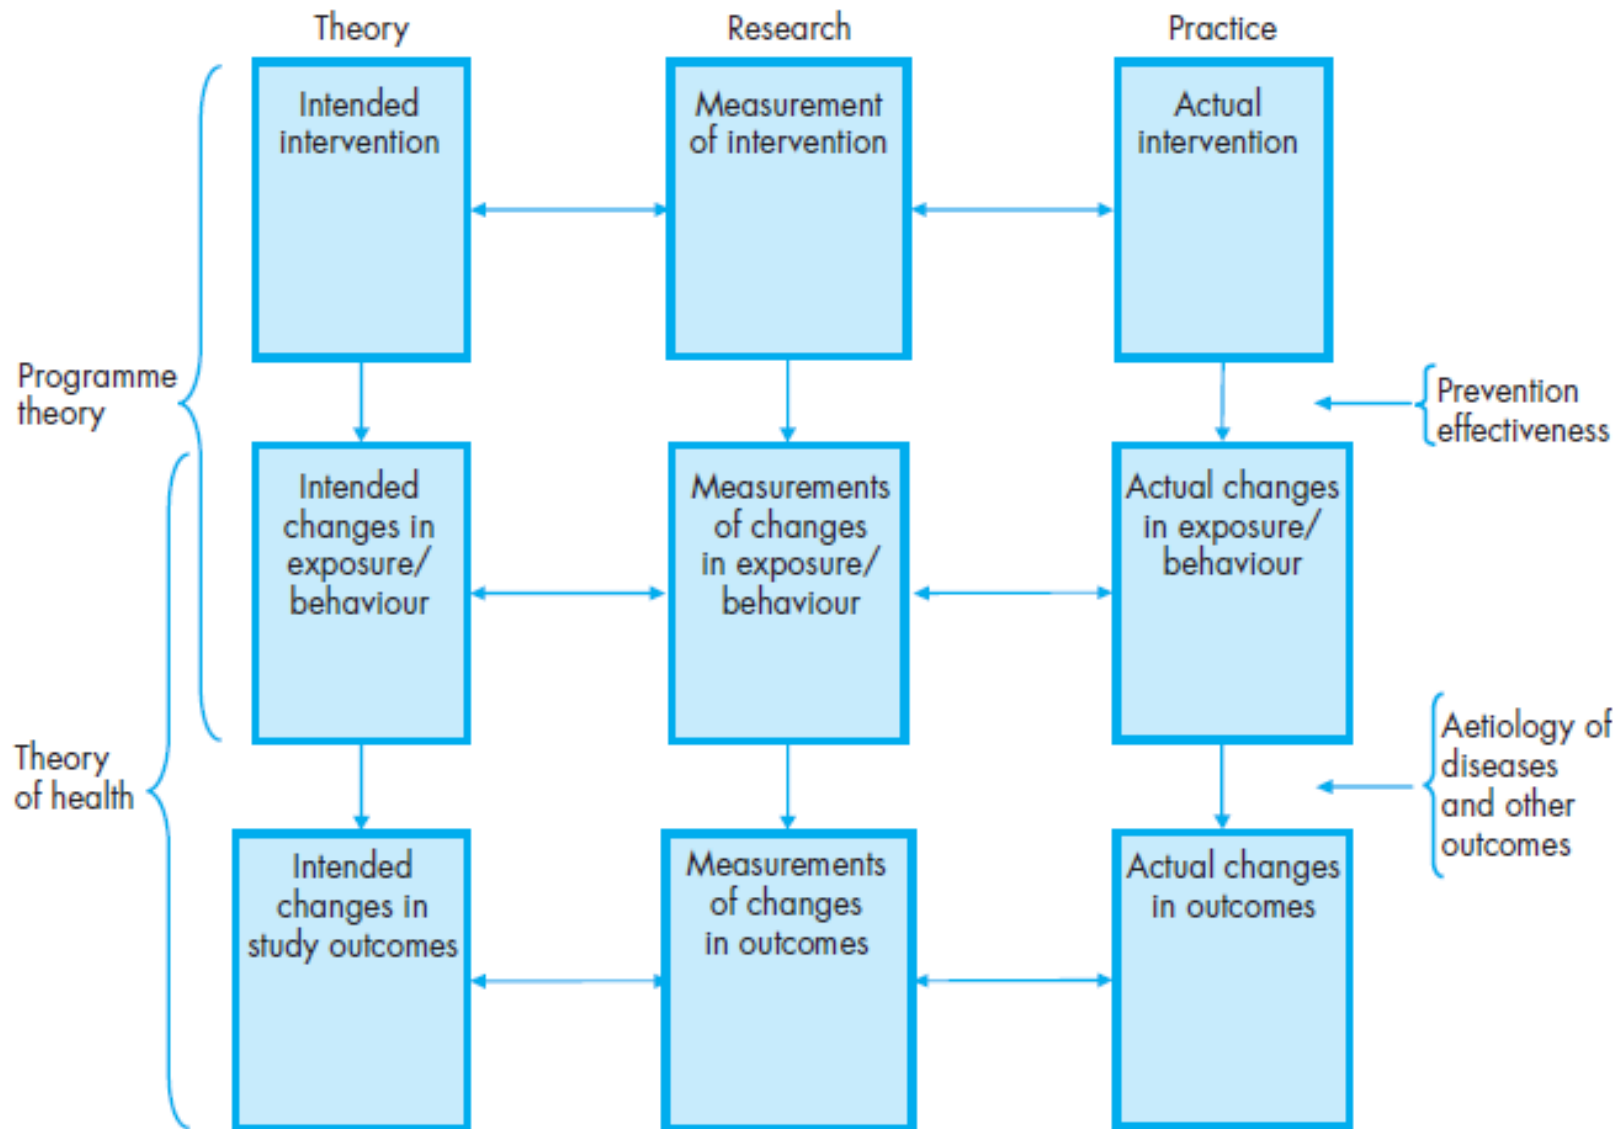 Theory
Research
Practice
Intended
intervention
Measurement
of intervention
Actual
intervention
Programme
theory
Prevention
effectiveness
Intended
changes in
exposure/
behaviour
Measurements
of changes
in exposure/
behaviour
Actual changes
in exposure/
behaviour
Theory
of health
Aetiology of
diseases
and other
outcomes
Intended
changes in
study outcomes
Measurements
of changes
in outcomes
Actual changes
in outcomes